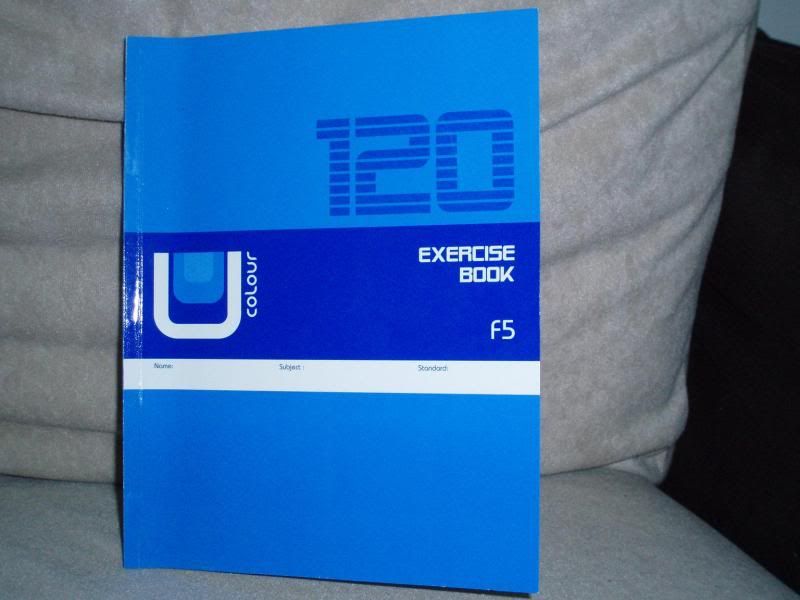 120
EXERCISE
BOOK
U
coLour
F5
Name: Subject : Standard: